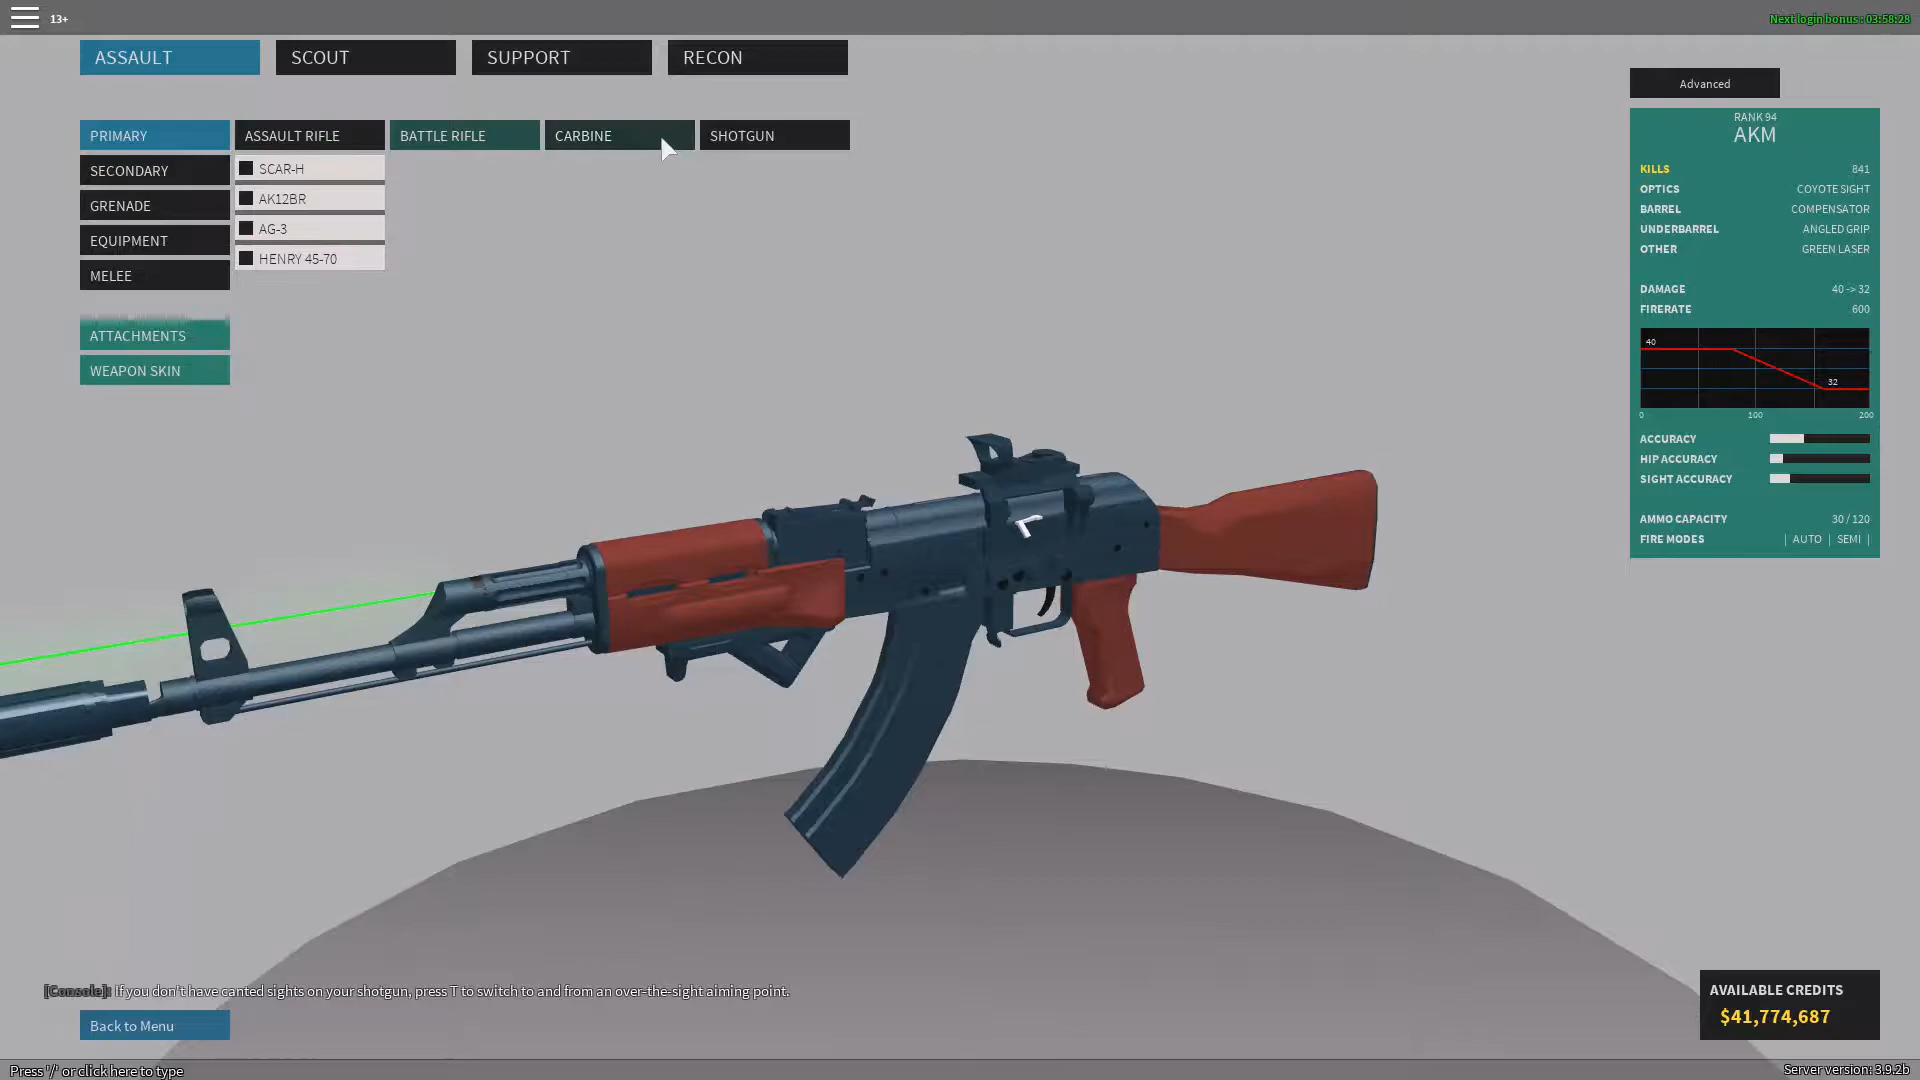 13+
Next login bonus : 03:58:28
ASSAULT
SCOUT
SUPPORT
RECON
Advanced
PRIMARY
ASSAULT RIFLE
BATTLE RIFLE
CARBINE
SHOTGUN
SECONDARY
GRENADE
EQUIPMENT
MELEE
SCAR-H
AK12BR
AG-3
HENRY 45-70
ATTACHMENTS
WEAPON SKIN
RANK 94
AKM
KILLS 841
OPTICS COYOTE SIGHT
BARREL COMPENSATOR
UNDERBARREL ANGLED GRIP
OTHER GREEN LASER
DAMAGE 40 -> 32
FIRERATE 600
40
32
0 100 200
ACCURACY
HIP ACCURACY
SIGHT ACCURACY
AMMO CAPACITY 30 / 120
FIRE MODES | AUTO | SEMI |
[Console]: If you don't have canted sights on your shotgun, press T to switch to and from an over-the-sight aiming point.
Back to Menu
AVAILABLE CREDITS
$41,774,687
Press '/' or click here to type
Server version: 3.9.2b